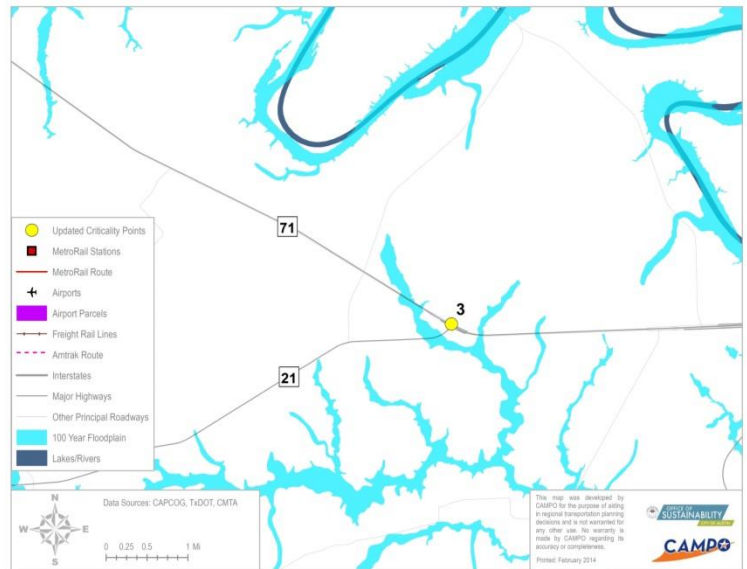 71
3
21
Updated Criticality Points
MetroRail Stations
MetroRail Route
Airports
Airport Parcels
Freight Rail Lines
Amtrak Route
Interstates
Major Highways
Other Principal Roadways
100 Year Floodplain
Lakes/Rivers
N
W E
S
Data Sources: CAPCOG, TxDOT, CMTA
0 0.25 0.5 1 Mi
This map was developed by
CAMPO for the purpose of aiding
in regional transportation planning
decisions and is not warranted for
any other use. No warranty is
made by CAMPO regarding its
accuracy or completeness.
Printed: February 2014
OFFICE OF
SUSTAINABILITY
CITY OF AUSTIN
CAMPO